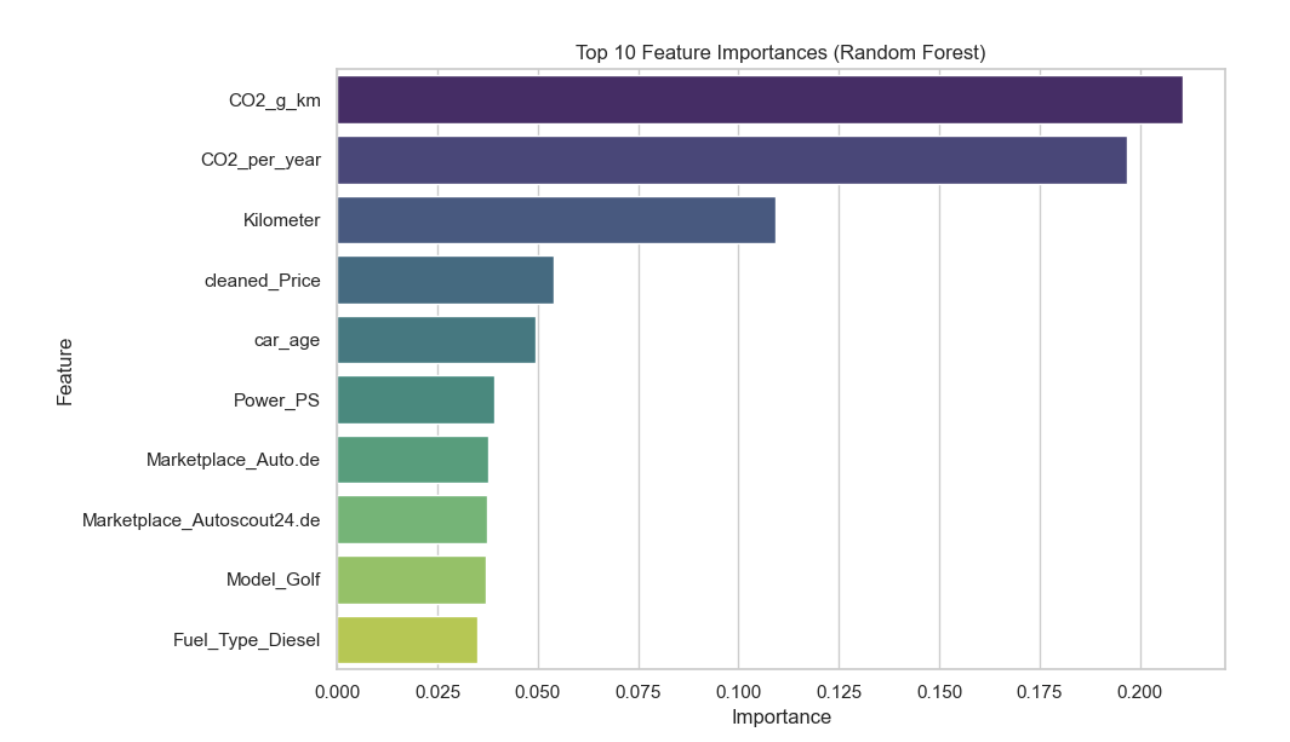 Top 10 Feature Importances (Random Forest)
CO2_g_km
CO2_per_year
Kilometer
cleaned_Price
car_age
Power_PS
Marketplace_Auto.de
Marketplace_Autoscout24.de
Model_Golf
Fuel_Type_Diesel
Feature
0.000 0.025 0.050 0.075 0.100 0.125 0.150 0.175 0.200
Importance